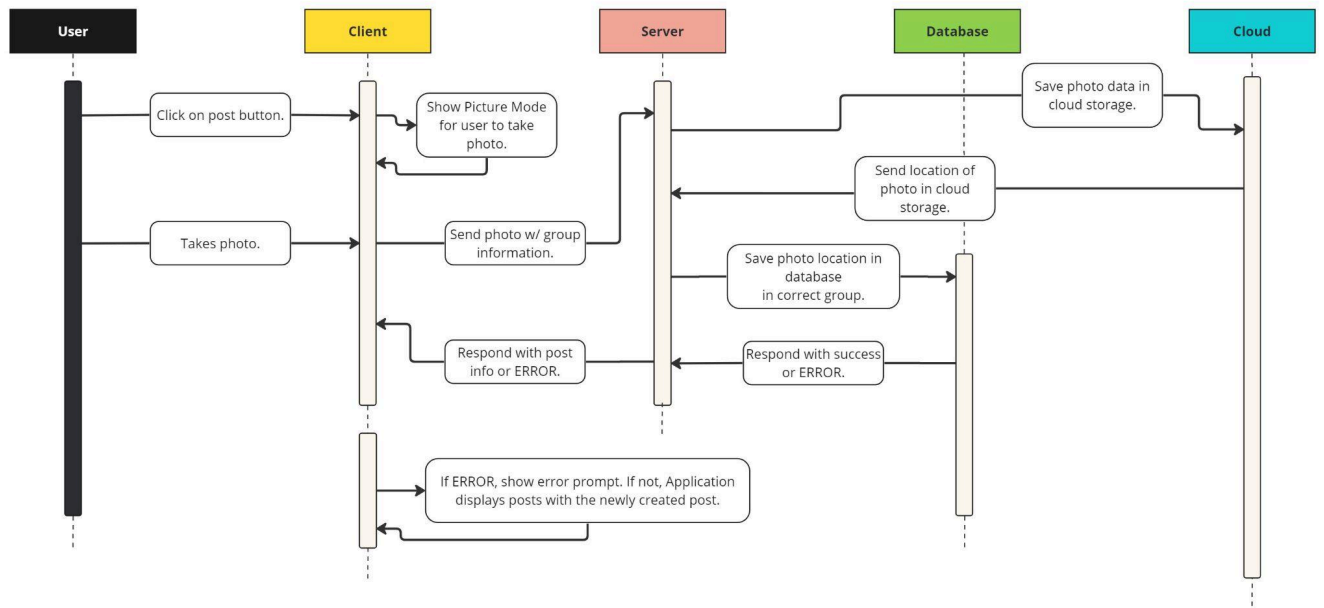 User
Client
Server
Database
Cloud
Click on post button.
Show Picture Mode
for user to take
photo.
Save photo data in
cloud storage.
Send location of
photo in cloud
storage.
Takes photo.
Send photo w/ group
information.
Save photo location in
database
in correct group.
Respond with post
info or ERROR.
Respond with success
or ERROR.
If ERROR, show error prompt. If not, Application
displays posts with the newly created post.